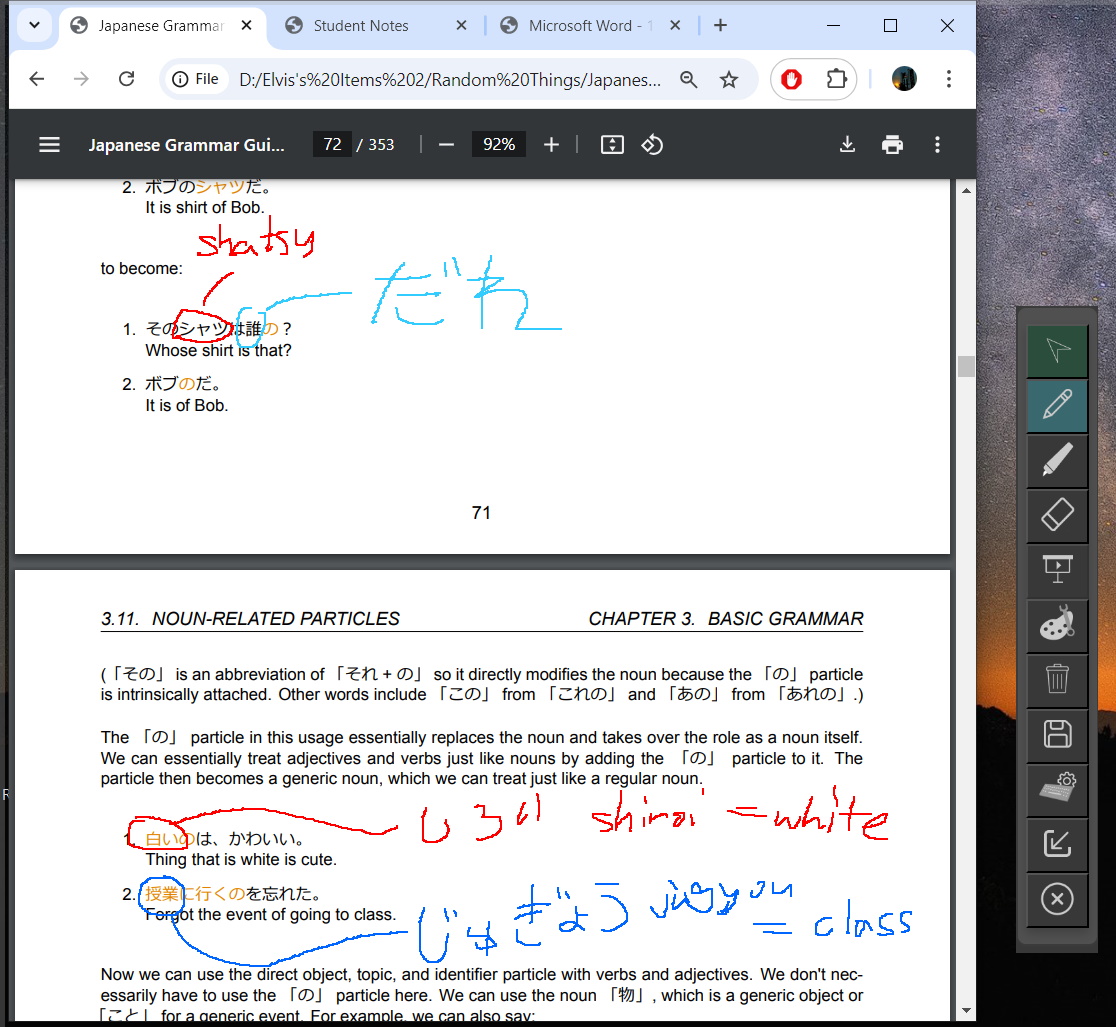 Japanese Grammar
Student Notes
Microsoft Word - 1
File
D:/Elvis's%20Items%202/Random%20Things/Japanes...
Japanese Grammar Gui...
72 / 353
92%
2. ボブのシャツだ。
It is shirt of Bob.
shatsu
to become:
だれ
1. そのシャツは誰の？
Whose shirt is that?
2. ボブのだ。
It is of Bob.
71
3.11. NOUN-RELATED PARTICLES CHAPTER 3. BASIC GRAMMAR
(「その」 is an abbreviation of 「それ + の」 so it directly modifies the noun because the 「の」 particle
is intrinsically attached. Other words include 「この」 from 「これの」 and 「あの」 from 「あれの」.)
The 「の」 particle in this usage essentially replaces the noun and takes over the role as a noun itself.
We can essentially treat adjectives and verbs just like nouns by adding the 「の」 particle to it. The
particle then becomes a generic noun, which we can treat just like a regular noun.
しろい shiroi = white
1. 白いのは、かわいい。
Thing that is white is cute.
2. 授業に行くのを忘れた。
Forgot the event of going to class.
じゅぎょう jugyou
= class
Now we can use the direct object, topic, and identifier particle with verbs and adjectives. We don't nec-
essarily have to use the 「の」 particle here. We can use the noun 「物」, which is a generic object or
「こと」 for a generic event. For example, we can also say: